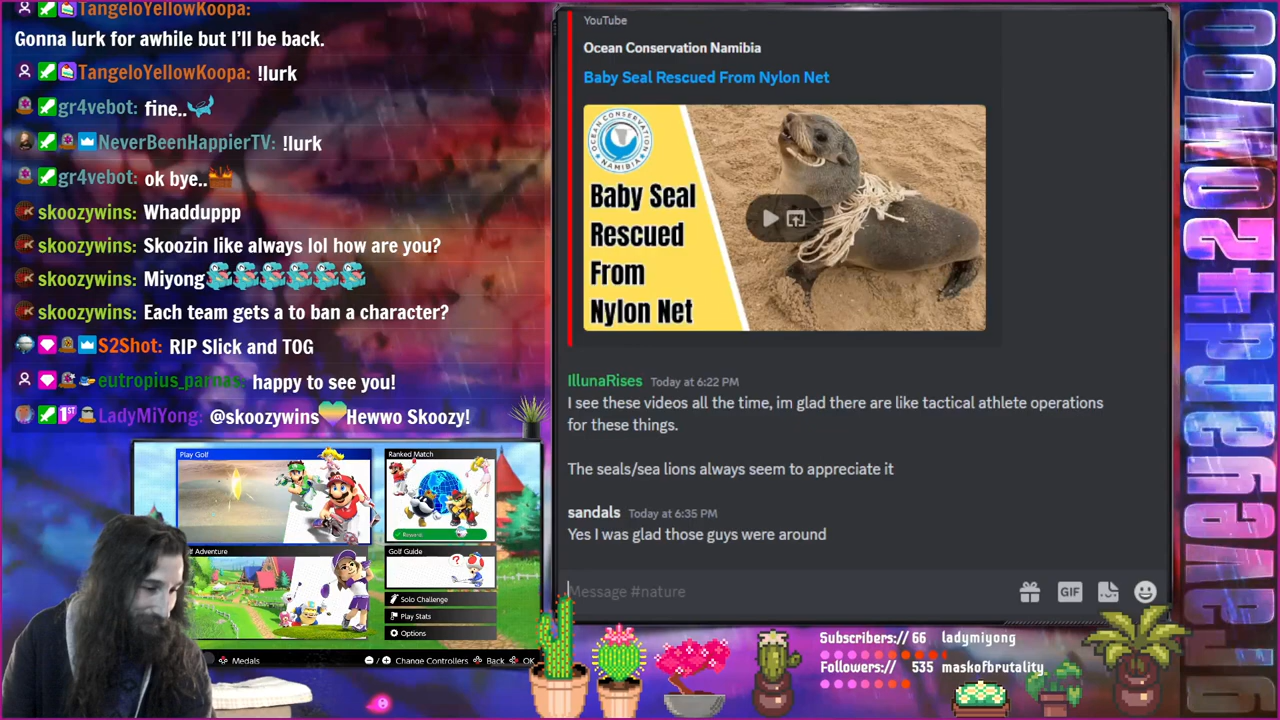 TangeloYellowKoopa:
Gonna lurk for awhile but I'll be back.
TangeloYellowKoopa: !lurk
gr4vebot: fine..
NeverBeenHappierTV: !lurk
gr4vebot: ok bye..
skoozywins: Whadduppp
skoozywins: Skoozin like always lol how are you?
skoozywins: Miyong
skoozywins: Each team gets a to ban a character?
S2Shot: RIP Slick and TOG
eutropius_parnas: happy to see you!
LadyMiYong: @skoozywins Hewwo Skoozy!
Play Golf
Ranked Match
Golf Guide
Solo Challenge
Play Stats
Options
Medals
Change Controllers
Back
OK
YouTube
Ocean Conservation Namibia
Baby Seal Rescued From Nylon Net
OCEAN CONSERVATION
NAMIBIA
Baby Seal
Rescued
From
Nylon Net
IllunaRises Today at 6:22 PM
I see these videos all the time, im glad there are like tactical athlete operations
for these things.
The seals/sea lions always seem to appreciate it
sandals Today at 6:35 PM
Yes I was glad those guys were around
Message #nature
GIF
Subscribers:// 66 ladymiyong
Followers:// 535 maskofbrutality